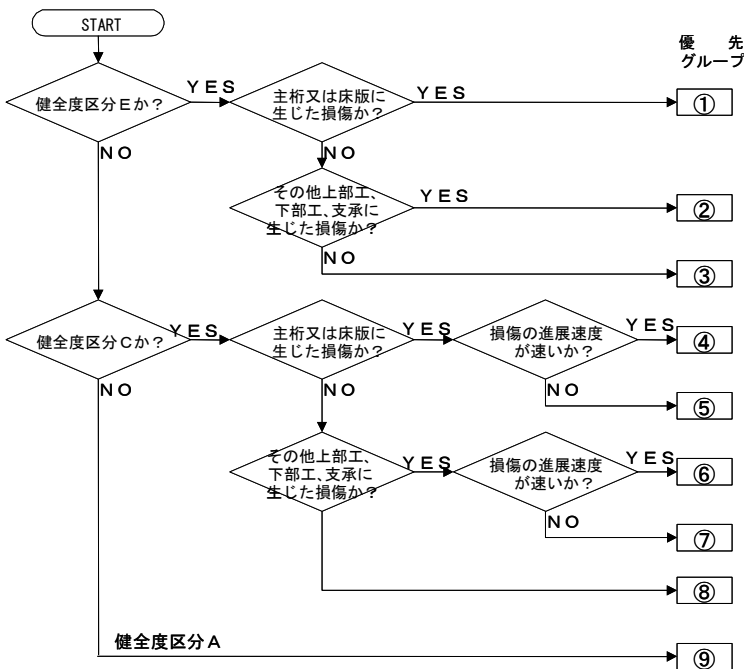 START
優　先
グループ
健全度区分Eか？
YES
主桁又は床版に
生じた損傷か？
YES
①
NO
NO
その他上部工、
下部工、支承に
生じた損傷か？
YES
②
NO
③
健全度区分Cか？
YES
主桁又は床版に
生じた損傷か？
YES
損傷の進展速度
が速いか？
YES
④
NO
NO
NO
⑤
その他上部工、
下部工、支承に
生じた損傷か？
YES
損傷の進展速度
が速いか？
YES
⑥
NO
⑦
⑧
健全度区分A
⑨